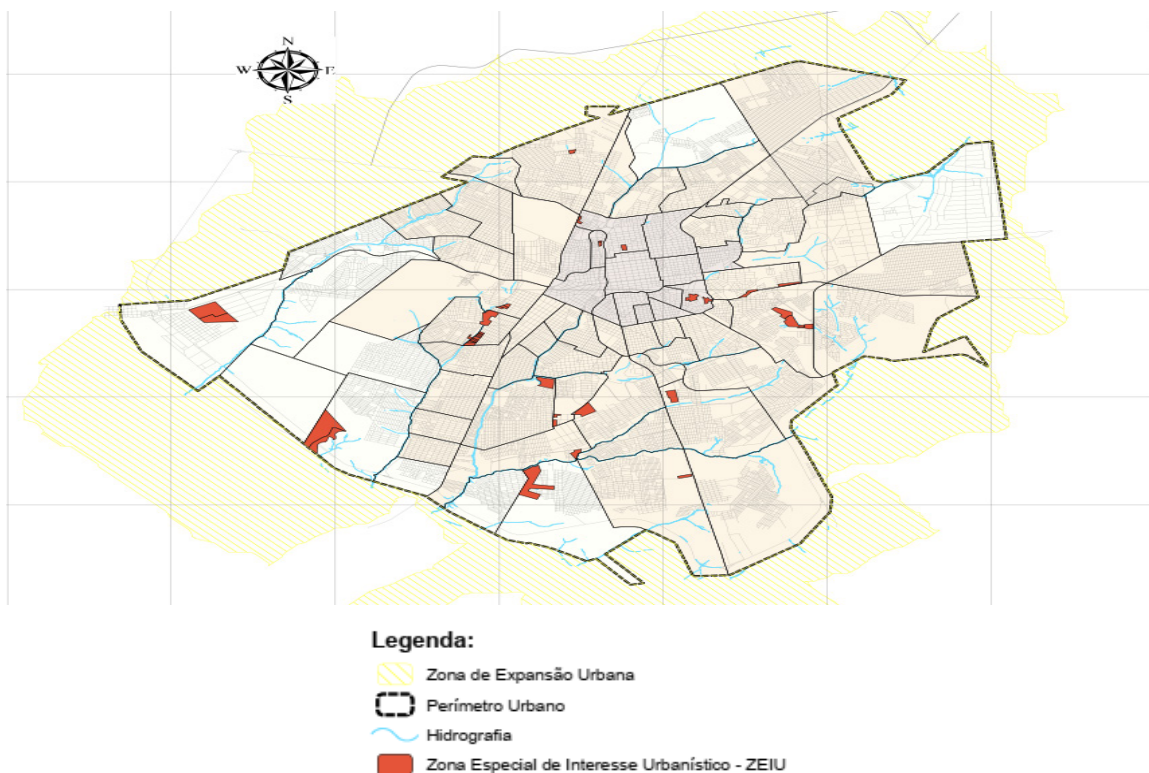 N
W E
S
Legenda:
Zona de Expansão Urbana
Perímetro Urbano
Hidrografia
Zona Especial de Interesse Urbanístico - ZEIU